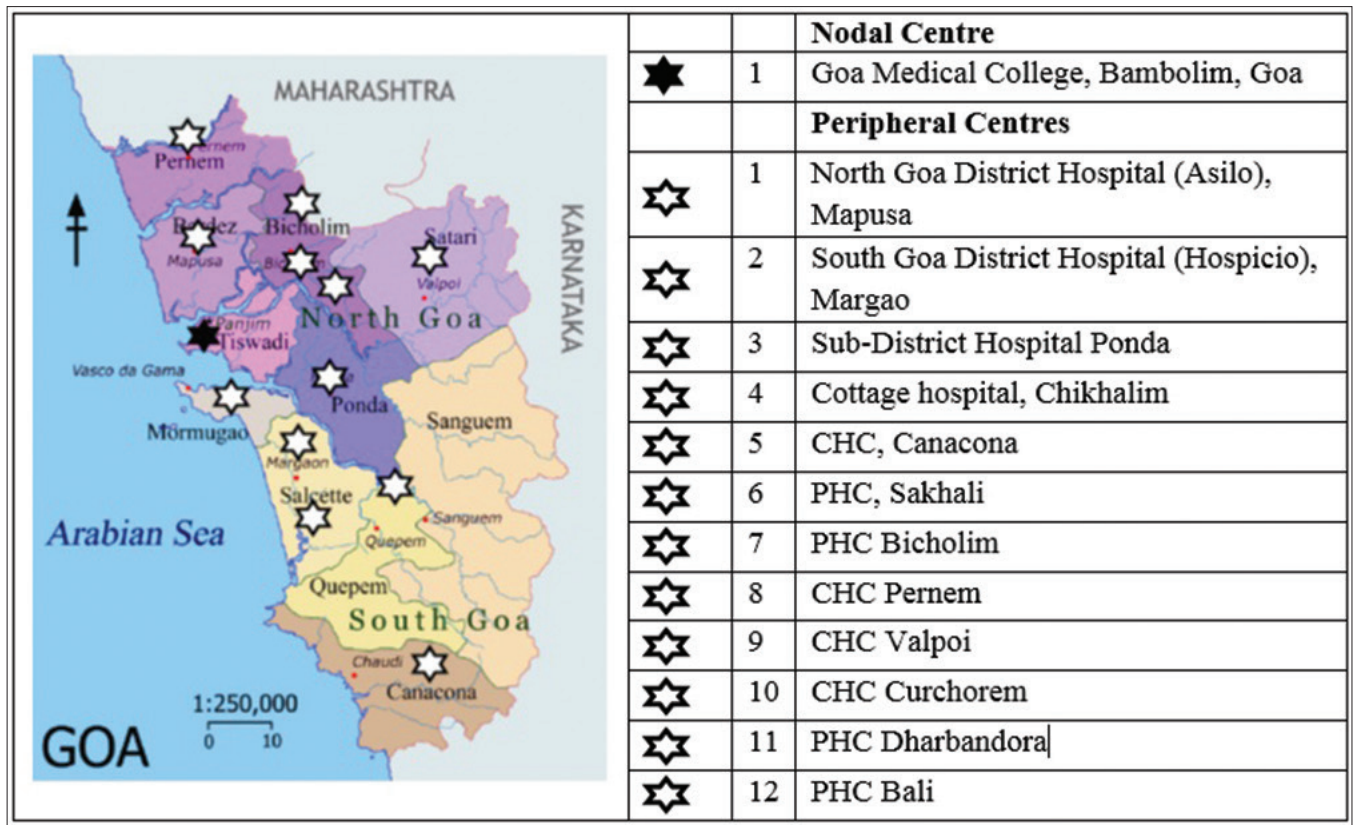 MAHARASHTRA
Pernem
Pernem
Bardez
Bicholim
Satari
KARNATAKA
Mapusa
Valpoi
North Goa
Panjim
Tiswadi
Vasco da Gama
Ponda
Sanguem
Mormugao
Margaon
Salcette
Arabian Sea
Sanguem
Quepem
Quepem
South Goa
Chaudi
Canacona
1:250,000
0 10
GOA
Nodal Centre
1 Goa Medical College, Bambolim, Goa
Peripheral Centres
1 North Goa District Hospital (Asilo),
Mapusa
2 South Goa District Hospital (Hospicio),
Margao
3 Sub-District Hospital Ponda
4 Cottage hospital, Chikhalim
5 CHC, Canacona
6 PHC, Sakhali
7 PHC Bicholim
8 CHC Pernem
9 CHC Valpoi
10 CHC Curchorem
11 PHC Dharbandora
12 PHC Bali